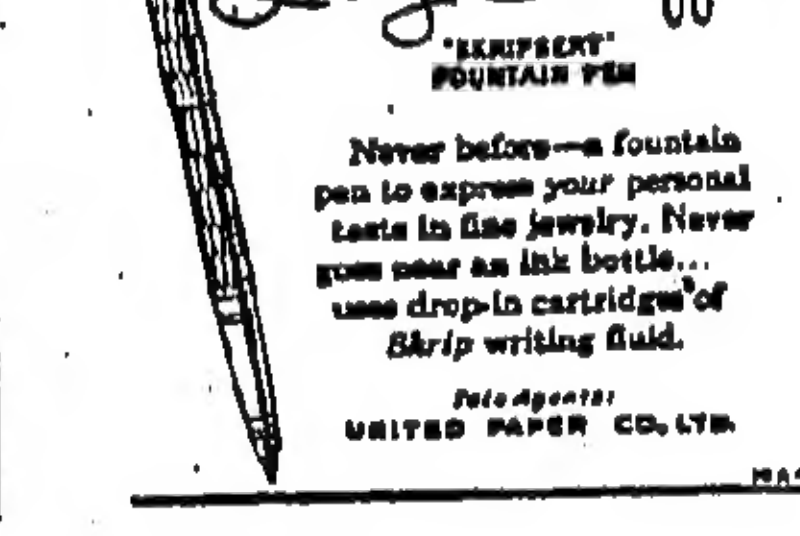 "SKRIPSERT"
FOUNTAIN PEN
Never before—a fountain
pen to express your personal
taste in fine jewelry. Never
goes near an ink bottle...
uses drop-in cartridges of
Skrip writing fluid.
Sole Agents:
UNITED PAPER CO., LTD.